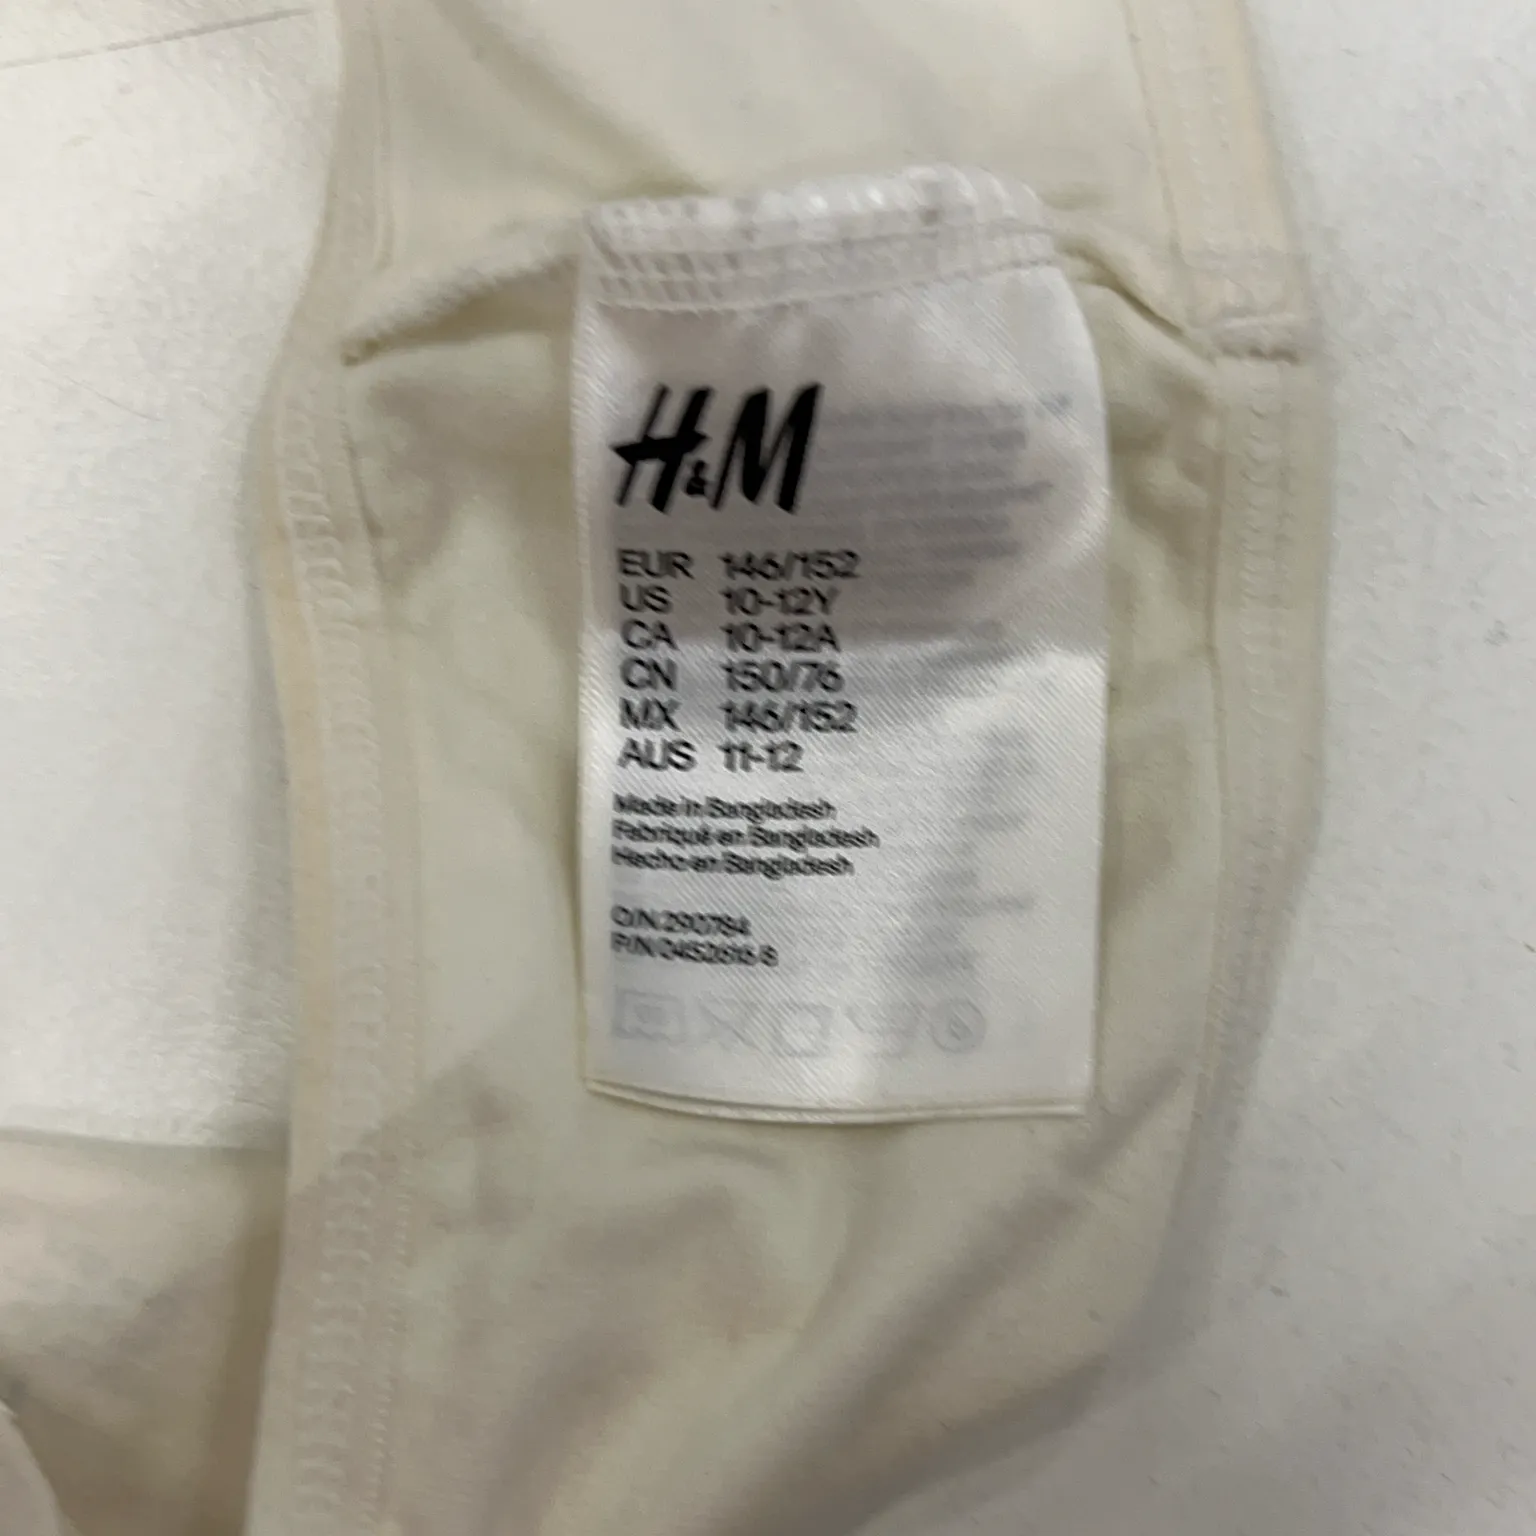 H&M
EUR 146/152
US 10-12Y
CA 10-12A
CN 150/76
MX 146/152
AUS 11-12
Made in Bangladesh
Fabriqué en Bangladesh
Hecho en Bangladesh
O/N 290784
P/N